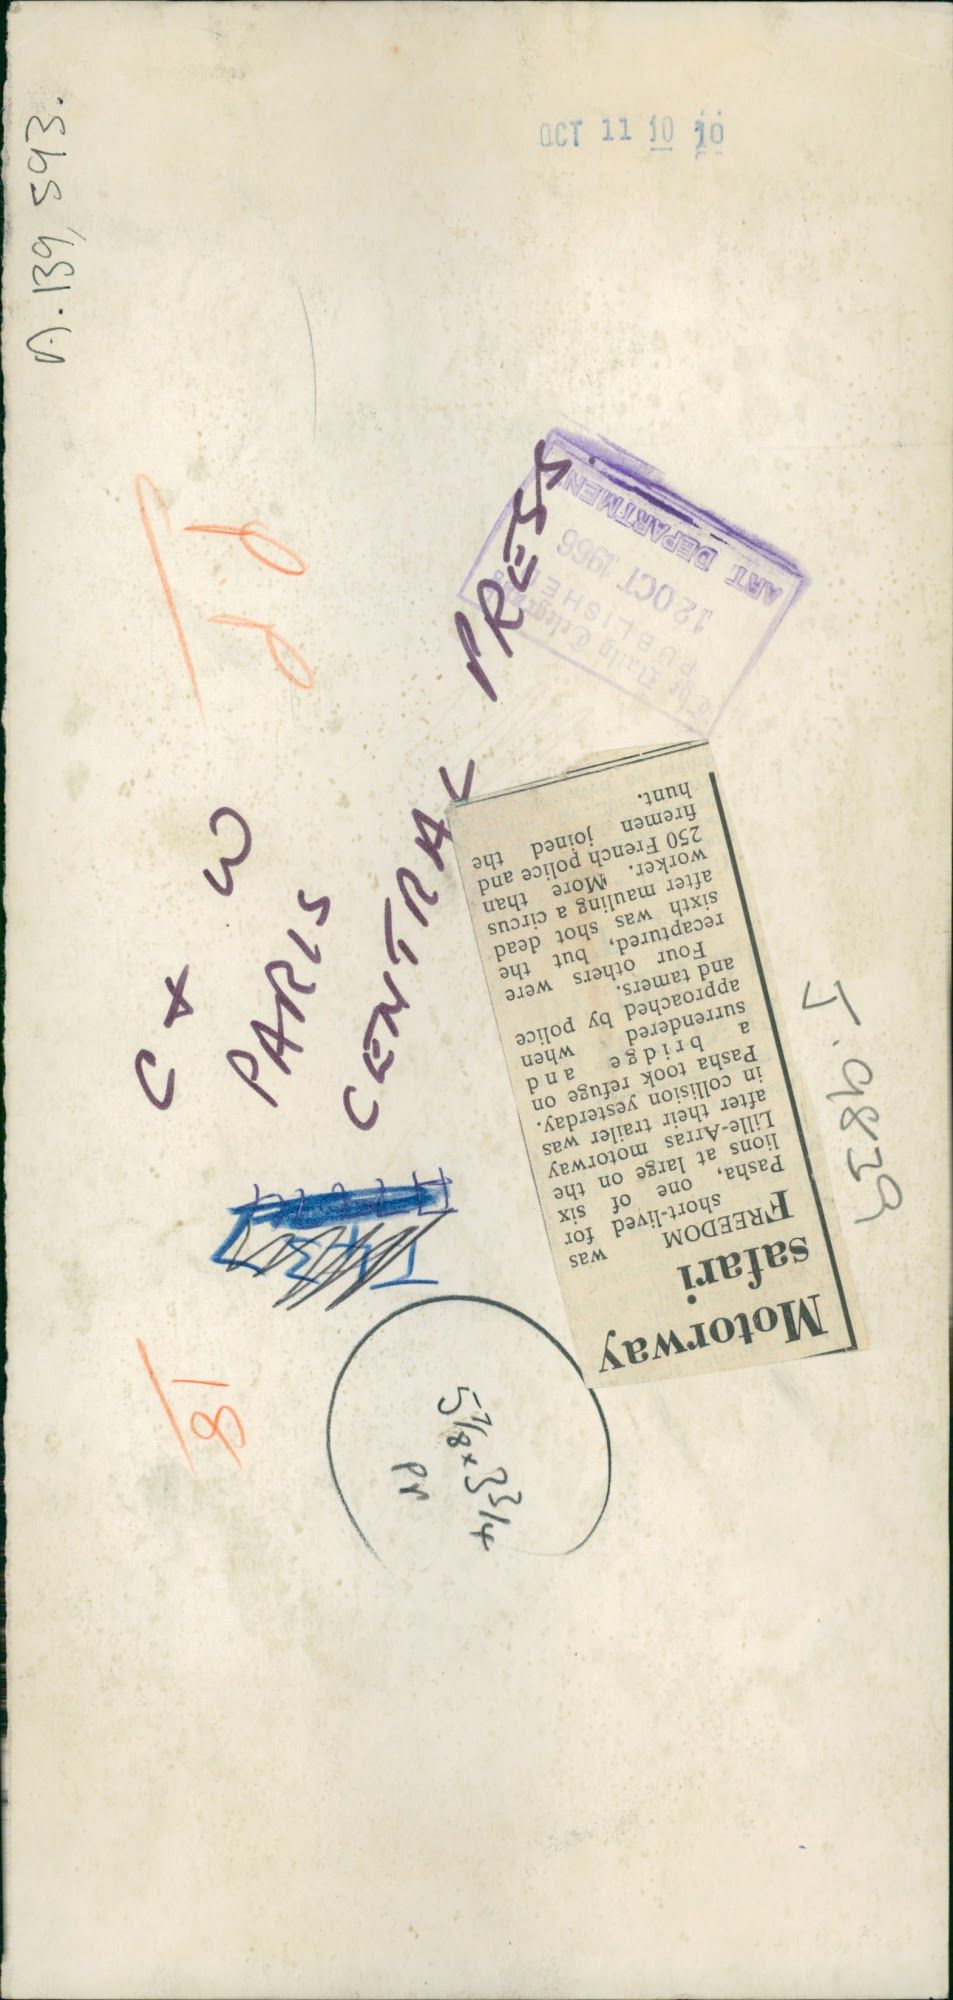 OCT 11 10
n. 139, 593.
ART. DEPARTMENT
12 OCT 1966
PUBLISHED
The Daily Telegraph
C & W
PARIS
CENTRAL PRESS.
Motorway
safari
FREEDOM was
short-lived for
Pasha, one of six
lions at large on the
Lille-Arras motorway
after their trailer was
in collision yesterday.
Pasha took refuge on
a bridge and
surrendered when
approached by police
and tamers.
Four others were
recaptured, but the
sixth was shot dead
after mauling a circus
worker. More than
250 French police and
firemen joined the
hunt.
J. 9839
5 7/8 x 3 3/4